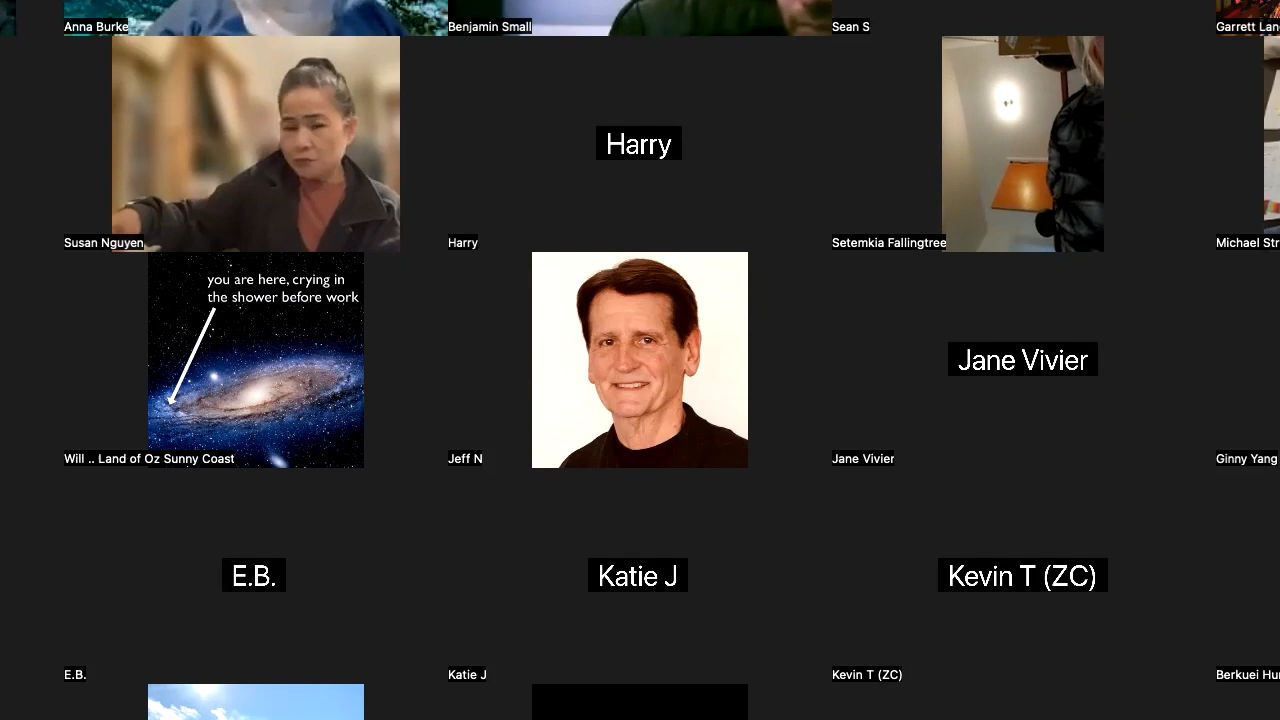 Anna Burke
Benjamin Small
Sean S
Garrett Lan
Harry
Susan Nguyen
Harry
Setemkia Fallingtree
Michael Str
you are here, crying in
the shower before work
Jane Vivier
Will .. Land of Oz Sunny Coast
Jeff N
Jane Vivier
Ginny Yang
E.B.
Katie J
Kevin T (ZC)
E.B.
Katie J
Kevin T (ZC)
Berkuei Hu